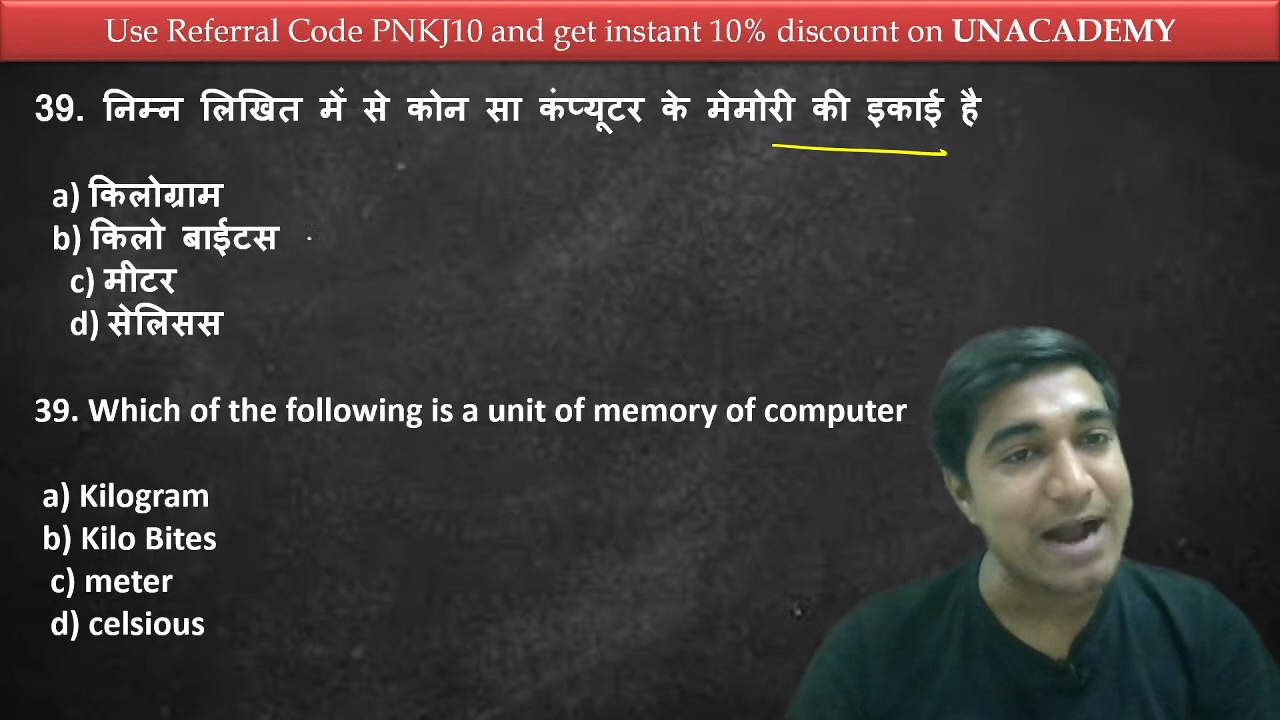 Use Referral Code PNKJ10 and get instant 10% discount on UNACADEMY
39. निम्न लिखित में से कोन सा कंप्यूटर के मेमोरी की इकाई है
a) किलोग्राम
b) किलो बाईटस
c) मीटर
d) सेलिसस
39. Which of the following is a unit of memory of computer
a) Kilogram
b) Kilo Bites
c) meter
d) celsious